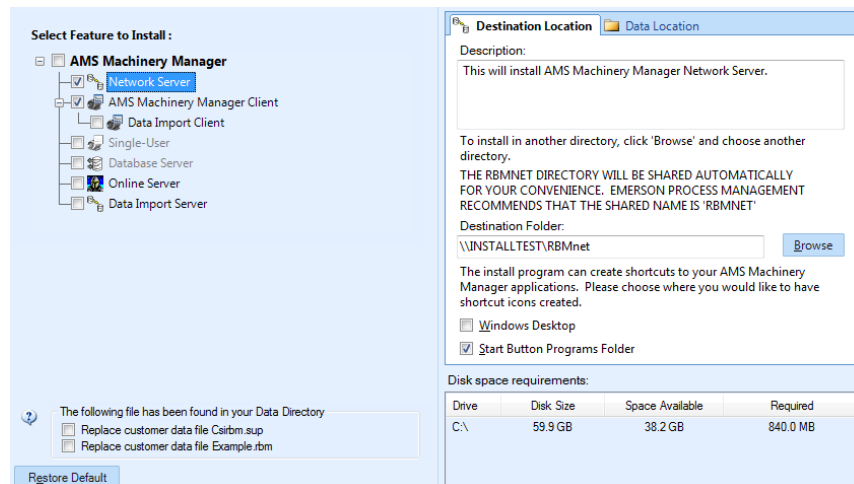 Select Feature to Install :
AMS Machinery Manager
Network Server
AMS Machinery Manager Client
Data Import Client
Single-User
Database Server
Online Server
Data Import Server
The following file has been found in your Data Directory
Replace customer data file Csirbm.sup
Replace customer data file Example.rbm
Restore Default
Destination Location
Data Location
Description:
This will install AMS Machinery Manager Network Server.
To install in another directory, click 'Browse' and choose another
directory.
THE RBMNET DIRECTORY WILL BE SHARED AUTOMATICALLY
FOR YOUR CONVENIENCE. EMERSON PROCESS MANAGEMENT
RECOMMENDS THAT THE SHARED NAME IS 'RBMNET'
Destination Folder:
\\INSTALLTEST\RBMnet
Browse
The install program can create shortcuts to your AMS Machinery
Manager applications. Please choose where you would like to have
shortcut icons created.
Windows Desktop
Start Button Programs Folder
Disk space requirements:
Drive Disk Size Space Available Required
C:\ 59.9 GB 38.2 GB 840.0 MB